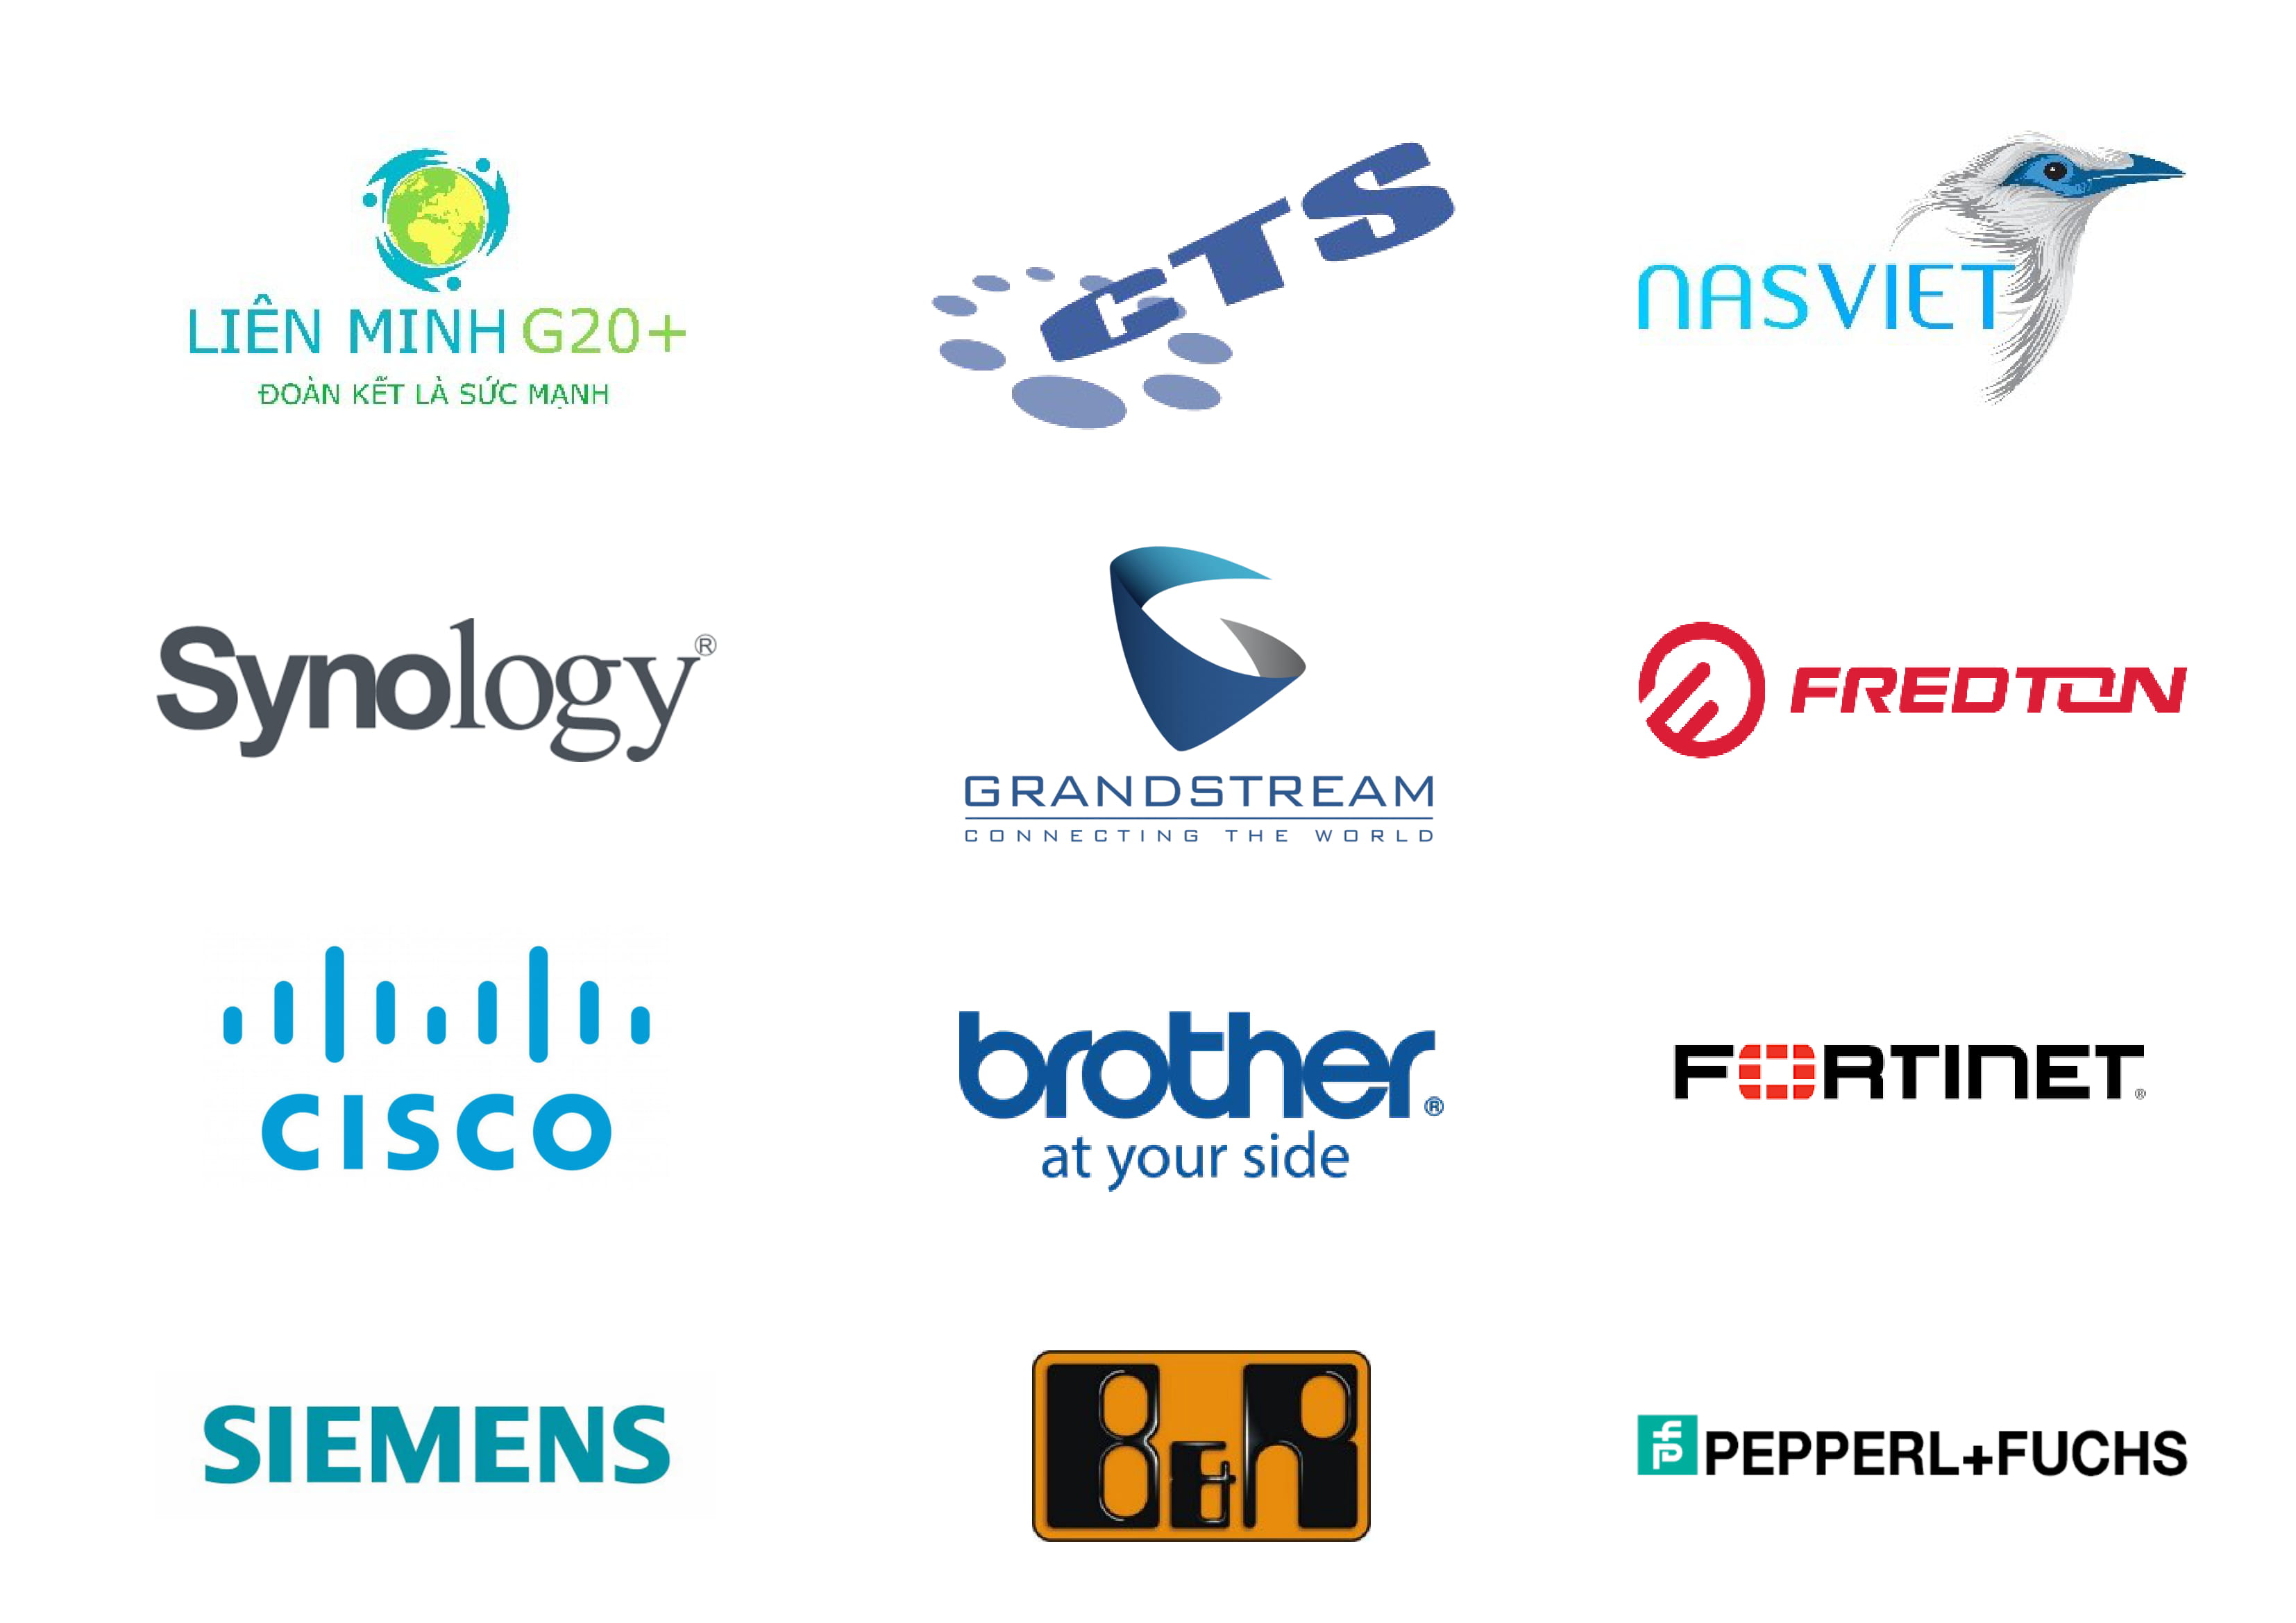 LIÊN MINH G20+
ĐOÀN KẾT LÀ SỨC MẠNH
CTS
NASVIET
Synology®
GRANDSTREAM
CONNECTING THE WORLD
FREDTON
CISCO
brother®
at your side
FORTINET®
SIEMENS
B&R
PEPPERL+FUCHS